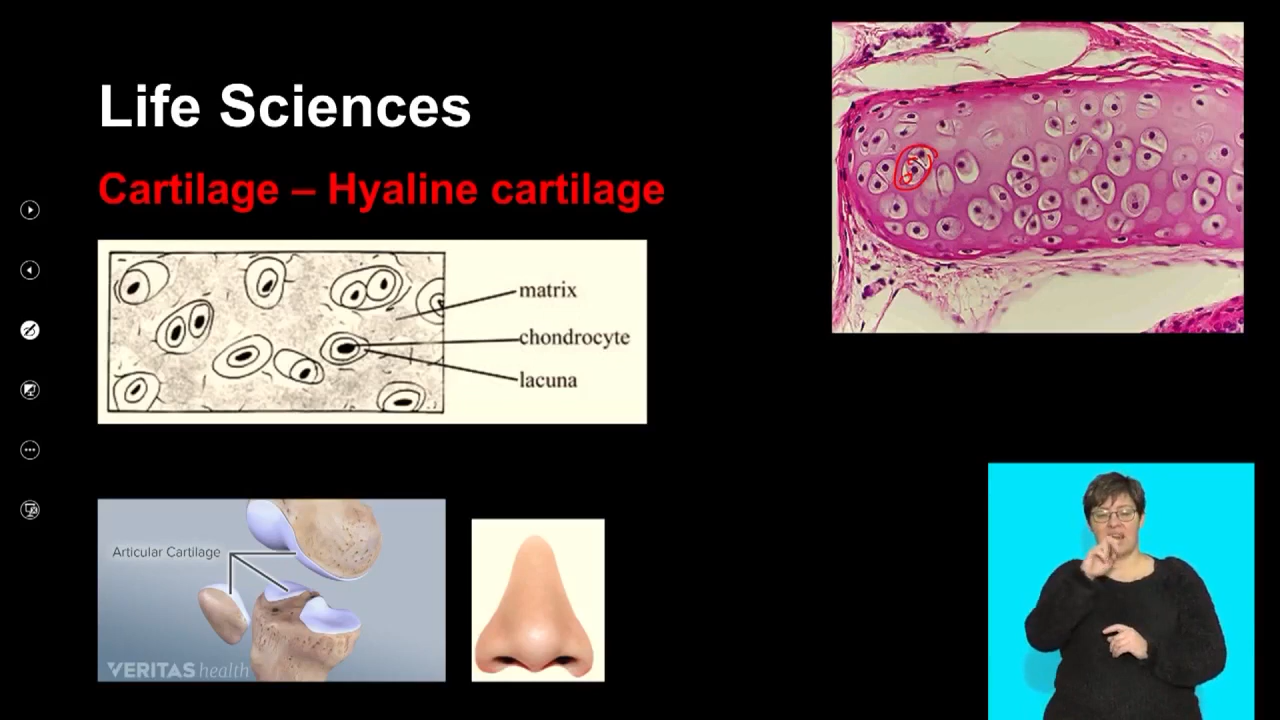 Life Sciences
Cartilage – Hyaline cartilage
matrix
chondrocyte
lacuna
Articular Cartilage
VERITAS health